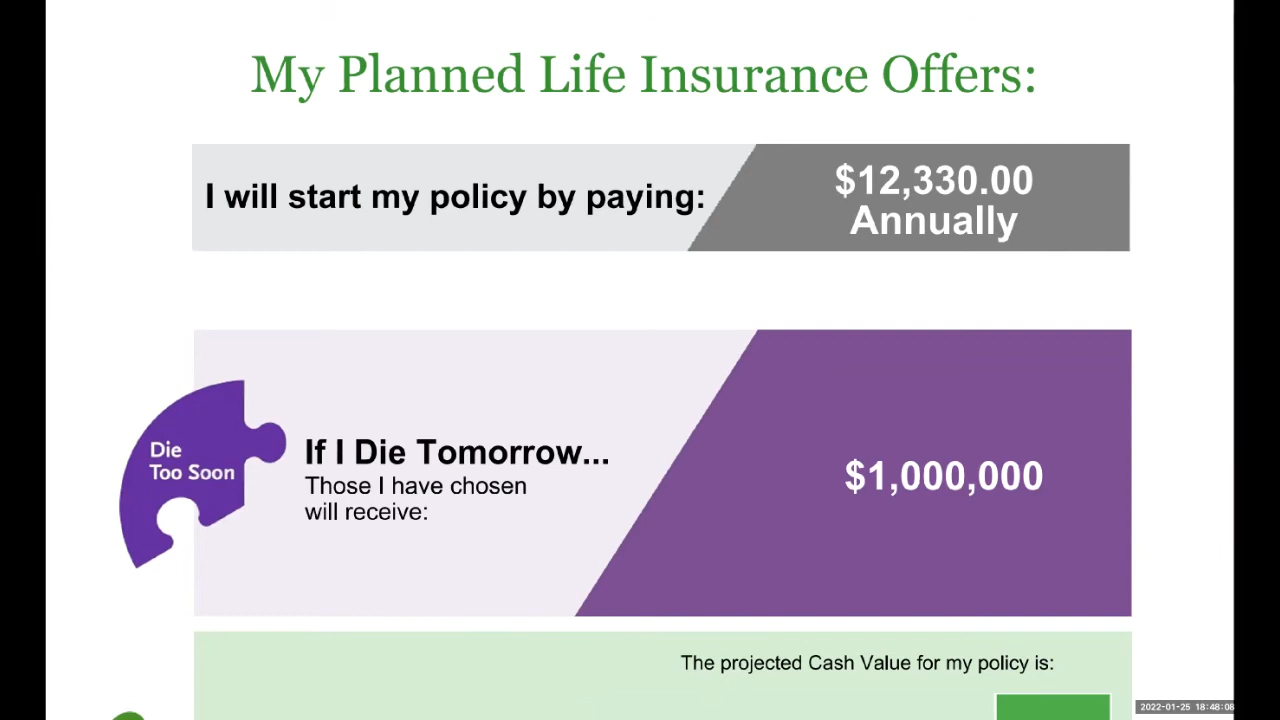 My Planned Life Insurance Offers:
I will start my policy by paying:
$12,330.00
Annually
Die
Too Soon
If I Die Tomorrow...
Those I have chosen
will receive:
$1,000,000
The projected Cash Value for my policy is:
2022-01-25 18:48:08